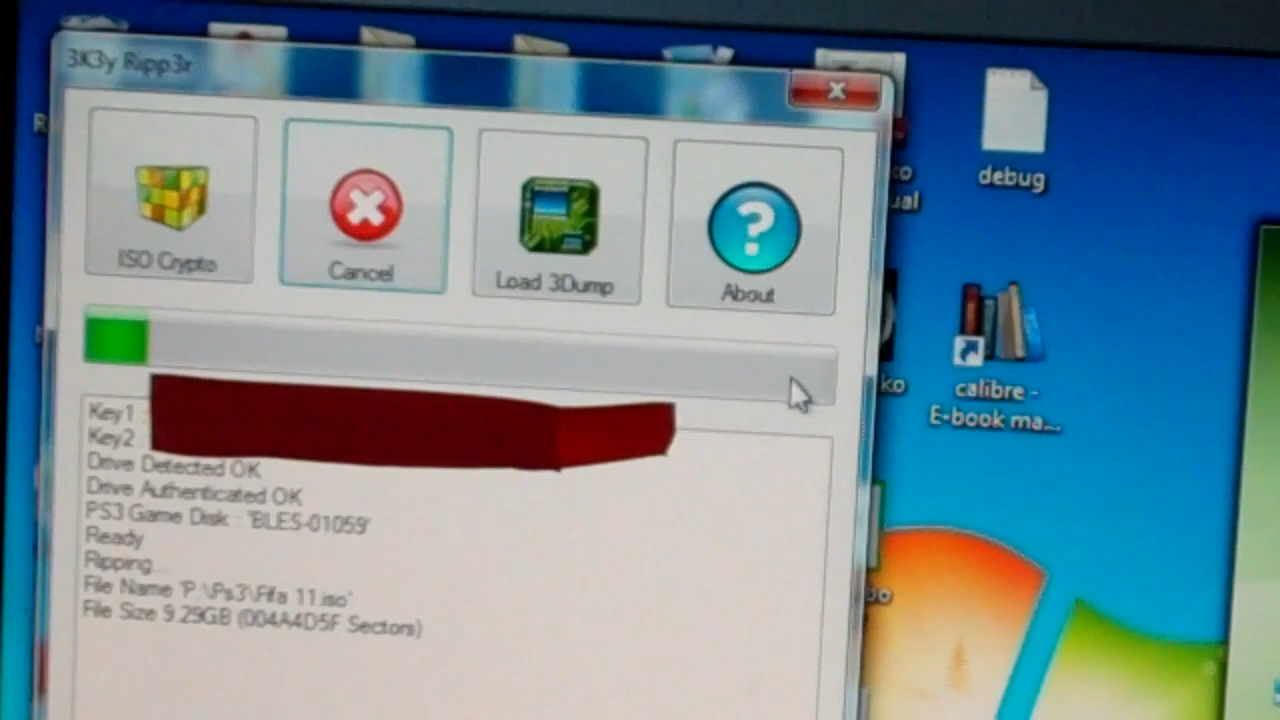 3K3y Ripp3r
ISO Crypto
Cancel
Load 3Dump
About
Key1 :
Key2
Drive Detected OK
Drive Authenticated OK
PS3 Game Disk : 'BLES-01059'
Ready
Ripping...
File Name 'P:\Ps3\Fifa 11.iso'
File Size 9.29GB (004A4D5F Sectors)
debug
calibre -
E-book ma...